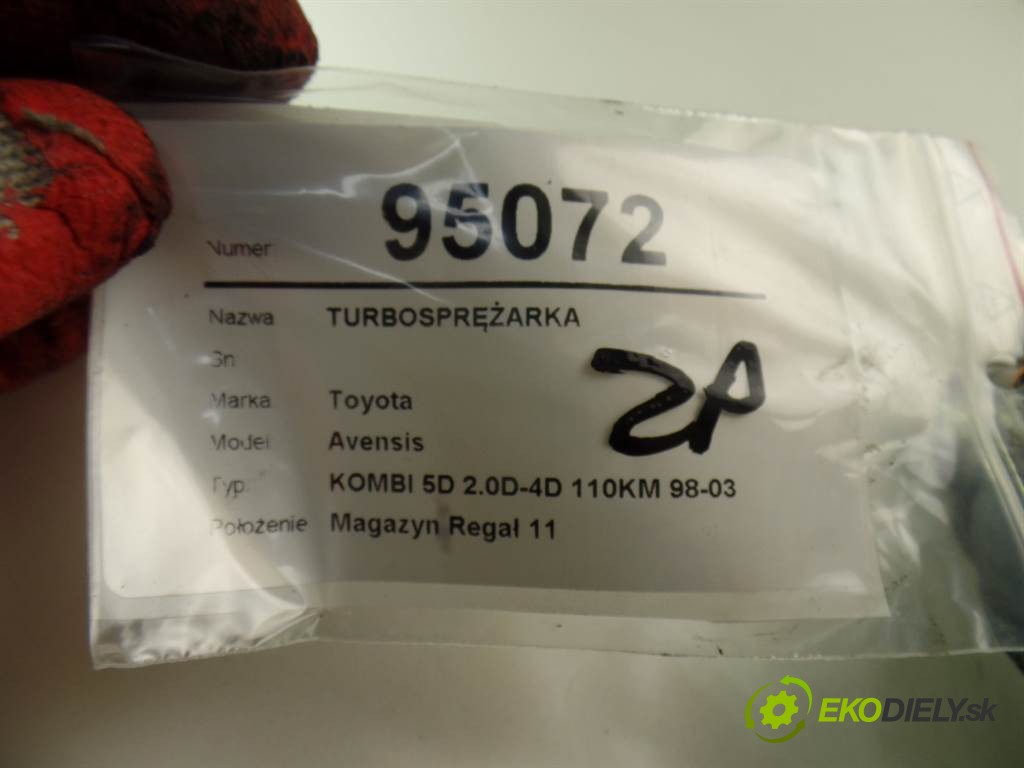 Numer 95072
Nazwa TURBOSPRĘŻARKA
Sn
Marka Toyota
Model Avensis
Typ. KOMBI 5D 2.0D-4D 110KM 98-03
Położenie Magazyn Regał 11
EKODIELY.sk